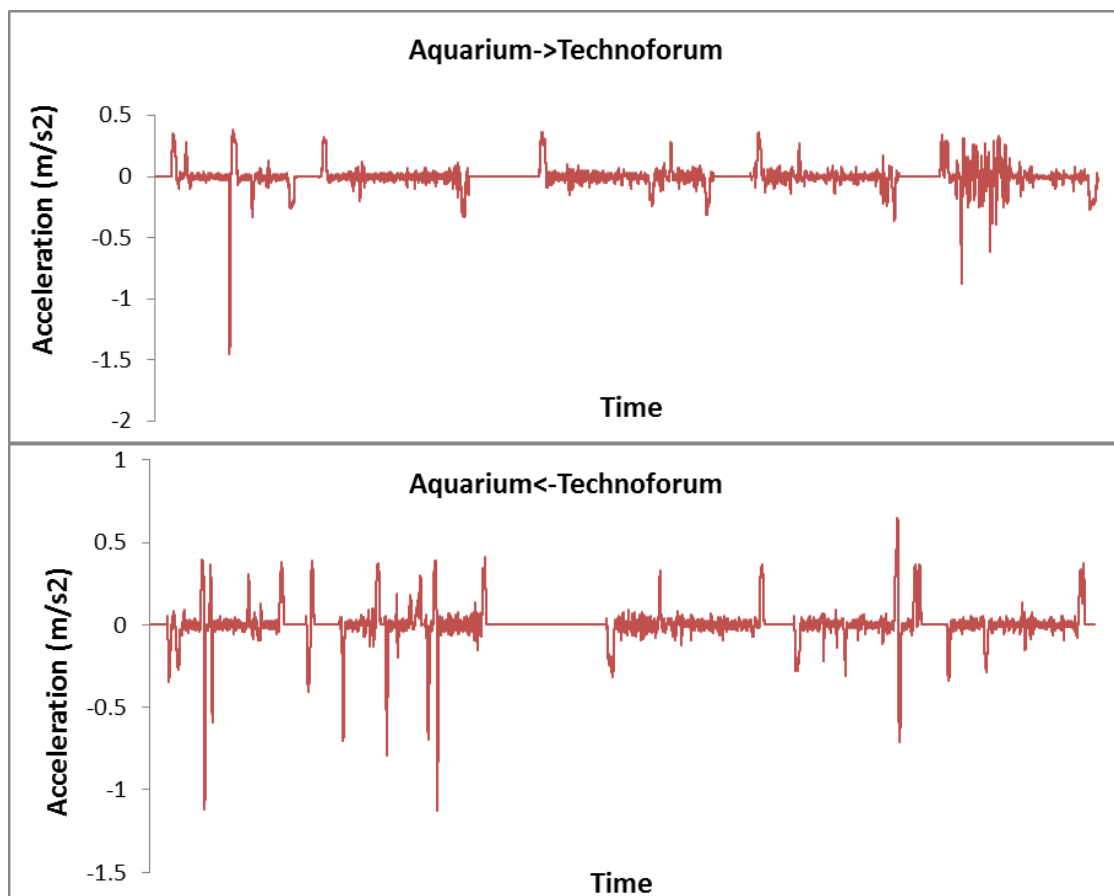 Aquarium->Technoforum
Acceleration (m/s2)
0.5
0
-0.5
-1
-1.5
-2
Time
Aquarium<-Technoforum
Acceleration (m/s2)
1
0.5
0
-0.5
-1
-1.5
Time